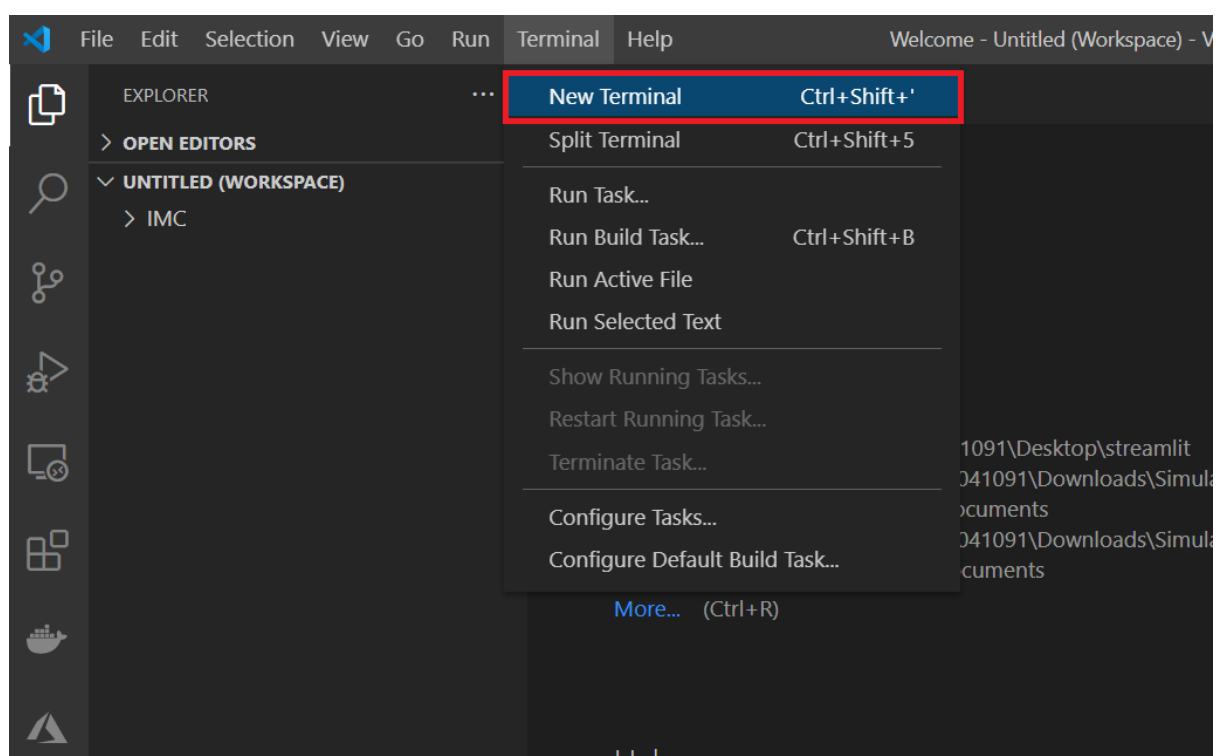 File Edit Selection View Go Run Terminal Help Welcome - Untitled (Workspace) - V
EXPLORER ...
OPEN EDITORS
UNTITLED (WORKSPACE)
IMC
New Terminal Ctrl+Shift+'
Split Terminal Ctrl+Shift+5
Run Task...
Run Build Task... Ctrl+Shift+B
Run Active File
Run Selected Text
Show Running Tasks...
Restart Running Task...
Terminate Task...
Configure Tasks...
Configure Default Build Task...
1091\Desktop\streamlit
041091\Downloads\Simula
ocuments
041091\Downloads\Simula
cuments
More... (Ctrl+R)